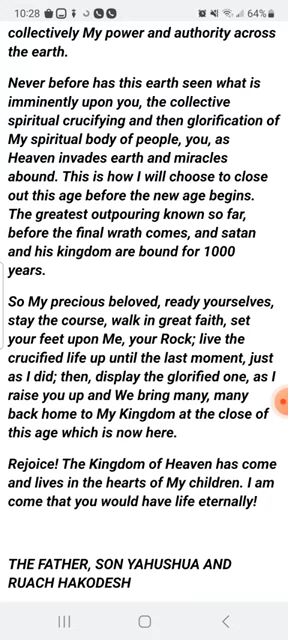 10:28
64%
collectively My power and authority across
the earth.
Never before has this earth seen what is
imminently upon you, the collective
spiritual crucifying and then glorification of
My spiritual body of people, you, as
Heaven invades earth and miracles
abound. This is how I will choose to close
out this age before the new age begins.
The greatest outpouring known so far,
before the final wrath comes, and satan
and his kingdom are bound for 1000
years.
So My precious beloved, ready yourselves,
stay the course, walk in great faith, set
your feet upon Me, your Rock; live the
crucified life up until the last moment, just
as I did; then, display the glorified one, as I
raise you up and We bring many, many
back home to My Kingdom at the close of
this age which is now here.
Rejoice! The Kingdom of Heaven has come
and lives in the hearts of My children. I am
come that you would have life eternally!
THE FATHER, SON YAHUSHUA AND
RUACH HAKODESH